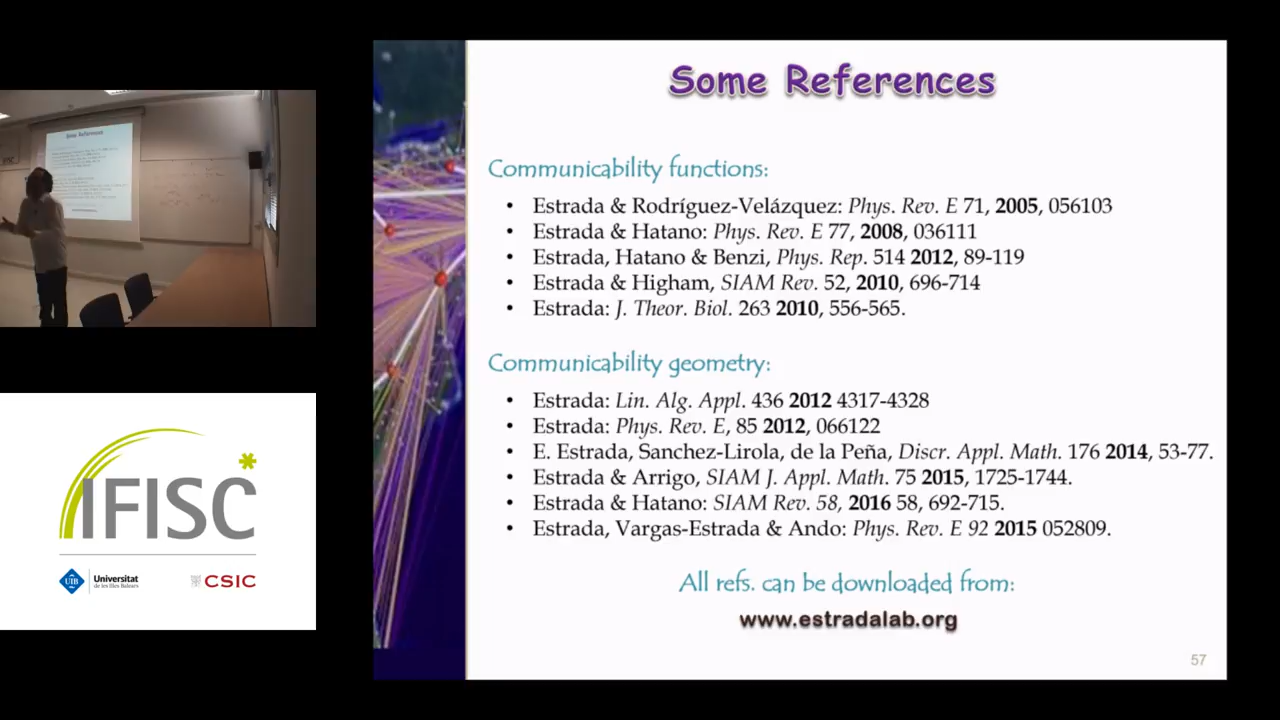 Some References
Communicability functions:
• Estrada & Rodríguez-Velázquez: Phys. Rev. E 71, 2005, 056103
• Estrada & Hatano: Phys. Rev. E 77, 2008, 036111
• Estrada, Hatano & Benzi, Phys. Rep. 514 2012, 89-119
• Estrada & Higham, SIAM Rev. 52, 2010, 696-714
• Estrada: J. Theor. Biol. 263 2010, 556-565.
Communicability geometry:
• Estrada: Lin. Alg. Appl. 436 2012 4317-4328
• Estrada: Phys. Rev. E, 85 2012, 066122
• E. Estrada, Sanchez-Lirola, de la Peña, Discr. Appl. Math. 176 2014, 53-77.
• Estrada & Arrigo, SIAM J. Appl. Math. 75 2015, 1725-1744.
• Estrada & Hatano: SIAM Rev. 58, 2016 58, 692-715.
• Estrada, Vargas-Estrada & Ando: Phys. Rev. E 92 2015 052809.
All refs. can be downloaded from:
www.estradalab.org
57
Some References
IFISC
UIB Universitat
de les Illes Balears
CSIC